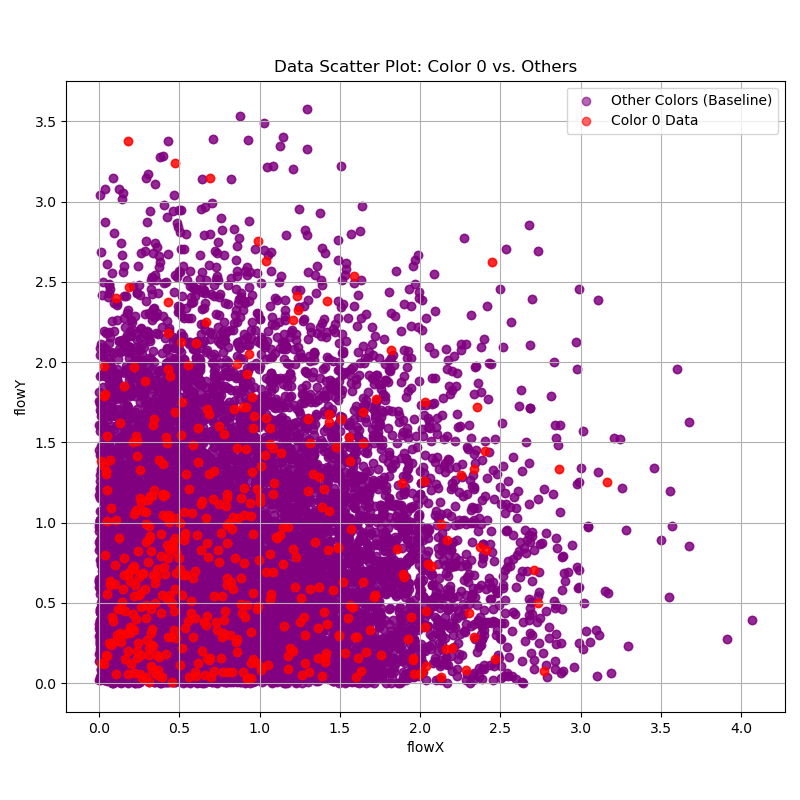 Data Scatter Plot: Color 0 vs. Others
Other Colors (Baseline)
Color 0 Data
flowY
3.5
3.0
2.5
2.0
1.5
1.0
0.5
0.0
0.0 0.5 1.0 1.5 2.0 2.5 3.0 3.5 4.0
flowX